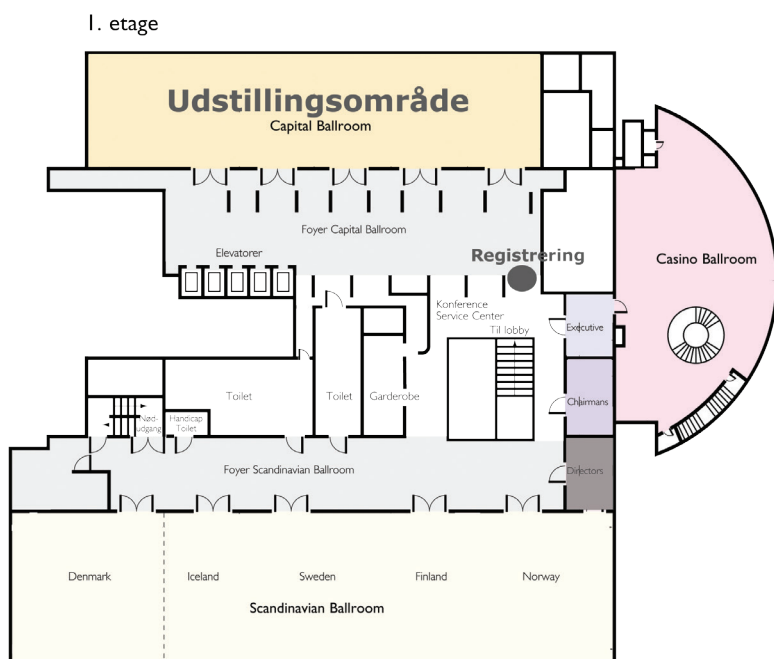 1. etage
Udstillingsområde
Capital Ballroom
Foyer Capital Ballroom
Elevatorer
Registrering
Casino Ballroom
Konference
Service Center
Til lobby
Executive
Toilet
Toilet
Garderobe
Chairmans
Nød-
udgang
Handicap
Toilet
Foyer Scandinavian Ballroom
Directors
Denmark
Iceland
Sweden
Finland
Norway
Scandinavian Ballroom